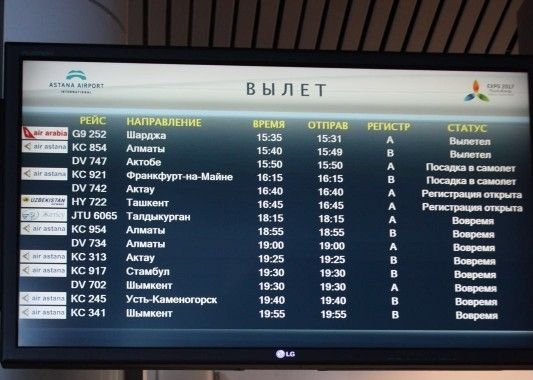 ASTANA AIRPORT
INTERNATIONAL
ВЫЛЕТ
EXPO 2017
РЕЙС НАПРАВЛЕНИЕ ВРЕМЯ ОТПРАВ РЕГИСТР СТАТУС
air arabia G9 252 Шарджа 15:35 15:31 A Вылетел
air astana KC 854 Алматы 15:40 15:49 B Вылетел
DV 747 Актобе 15:50 15:50 A Посадка в самолет
air astana KC 921 Франкфурт-на-Майне 16:15 16:15 B Посадка в самолет
DV 742 Актау 16:40 16:40 A Регистрация открыта
UZBEKISTAN HY 722 Ташкент 16:45 16:45 A Регистрация открыта
JTU 6065 Талдыкурган 18:15 18:15 A Вовремя
air astana KC 954 Алматы 18:55 18:55 B Вовремя
DV 734 Алматы 19:00 19:00 A Вовремя
air astana KC 313 Актау 19:25 19:25 B Вовремя
air astana KC 917 Стамбул 19:30 19:30 B Вовремя
DV 702 Шымкент 19:30 19:30 A Вовремя
air astana KC 245 Усть-Каменогорск 19:40 19:40 B Вовремя
air astana KC 341 Шымкент 19:55 19:55 B Вовремя
LG